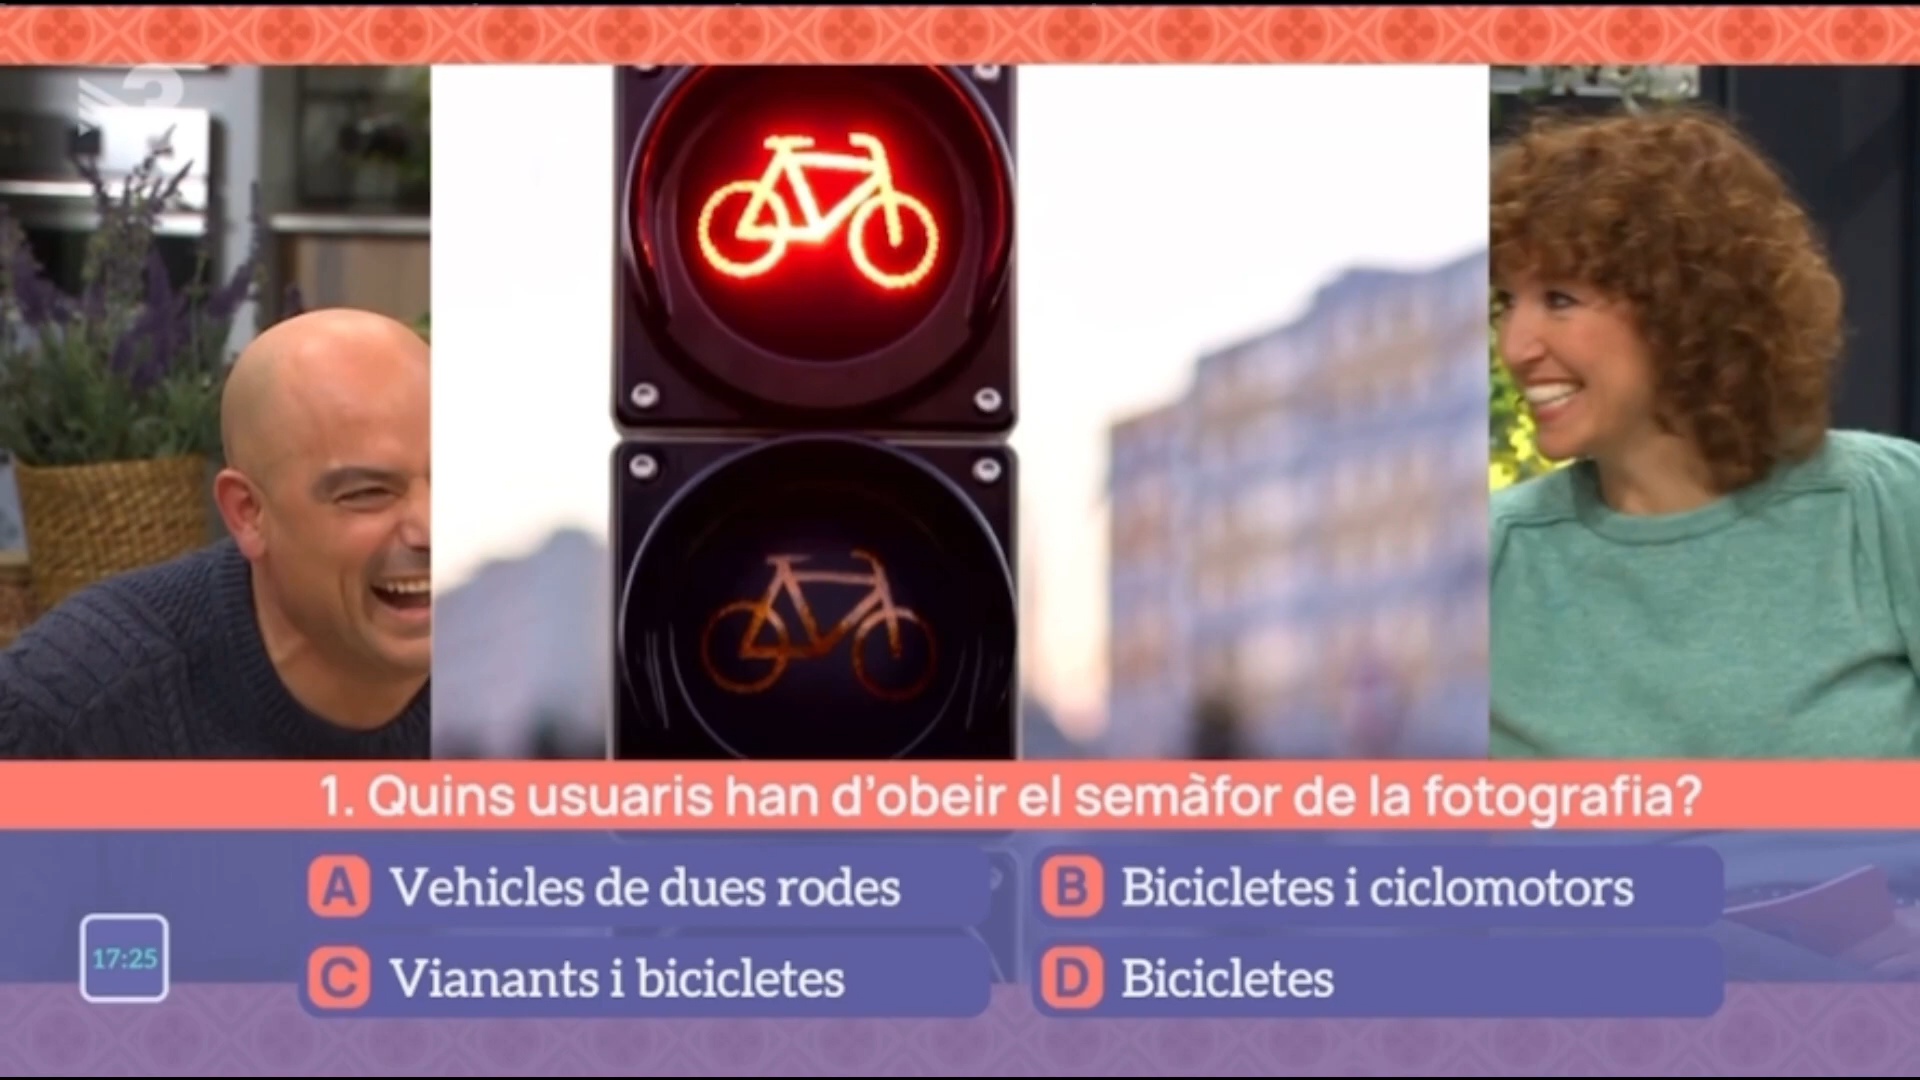 3
1. Quins usuaris han d'obeir el semàfor de la fotografia?
A Vehicles de dues rodes
B Bicicletes i ciclomotors
C Vianants i bicicletes
D Bicicletes
17:25